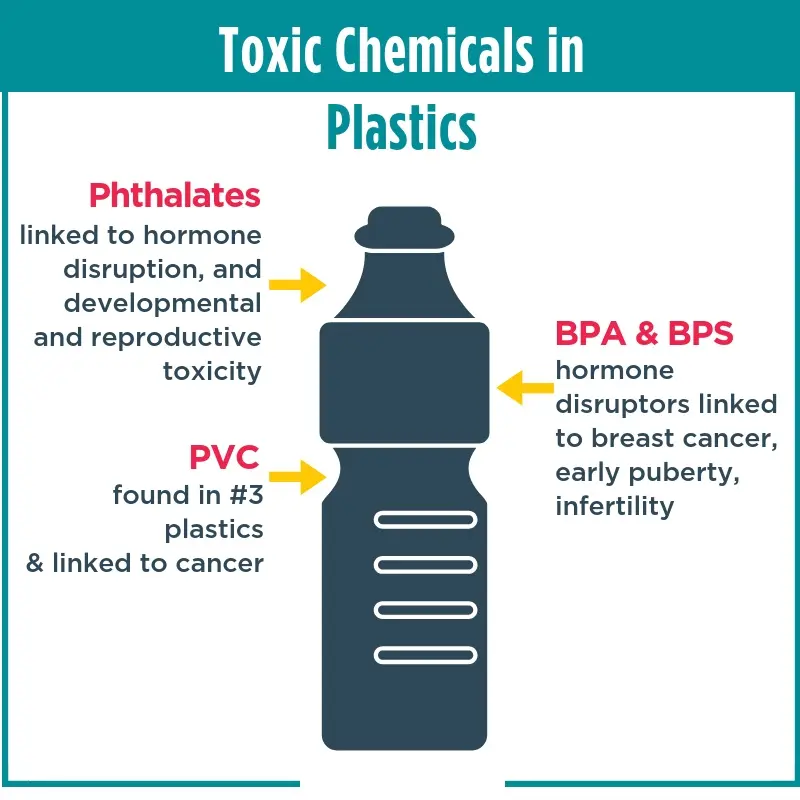 Toxic Chemicals in
Plastics
Phthalates
linked to hormone
disruption, and
developmental
and reproductive
toxicity
BPA & BPS
hormone
disruptors linked
to breast cancer,
early puberty,
infertility
PVC
found in #3
plastics
& linked to cancer